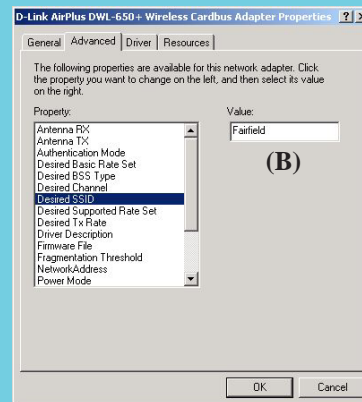 D-Link AirPlus DWL-650+ Wireless Cardbus Adapter Properties
General Advanced Driver Resources
The following properties are available for this network adapter. Click
the property you want to change on the left, and then select its value
on the right.
Property:
Antenna RX
Antenna TX
Authentication Mode
Desired Basic Rate Set
Desired BSS Type
Desired Channel
Desired SSID
Desired Supported Rate Set
Desired Tx Rate
Driver Description
Firmware File
Fragmentation Threshold
NetworkAddress
Power Mode
Value:
Fairfield
(B)
OK Cancel